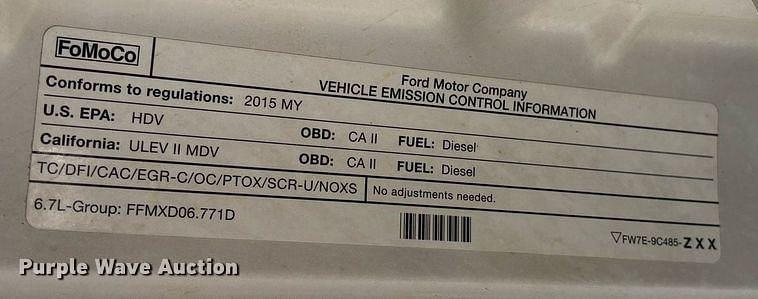 FoMoCo
Ford Motor Company
VEHICLE EMISSION CONTROL INFORMATION
Conforms to regulations: 2015 MY
U.S. EPA: HDV OBD: CA II FUEL: Diesel
California: ULEV II MDV OBD: CA II FUEL: Diesel
TC/DFI/CAC/EGR-C/OC/PTOX/SCR-U/NOXS No adjustments needed.
6.7L-Group: FFMXD06.771D
▽FW7E-9C485-ZXX
Purple Wave Auction